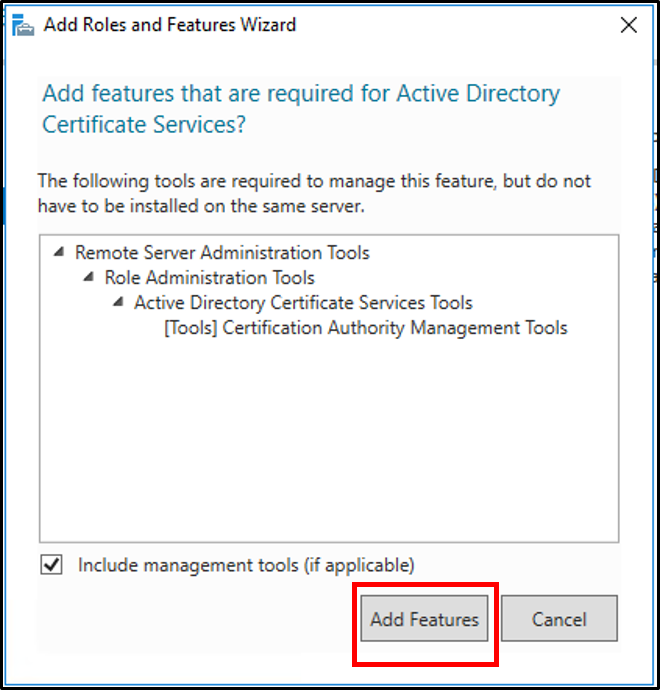 Add Roles and Features Wizard
Add features that are required for Active Directory
Certificate Services?
The following tools are required to manage this feature, but do not
have to be installed on the same server.
Remote Server Administration Tools
Role Administration Tools
Active Directory Certificate Services Tools
[Tools] Certification Authority Management Tools
Include management tools (if applicable)
Add Features
Cancel